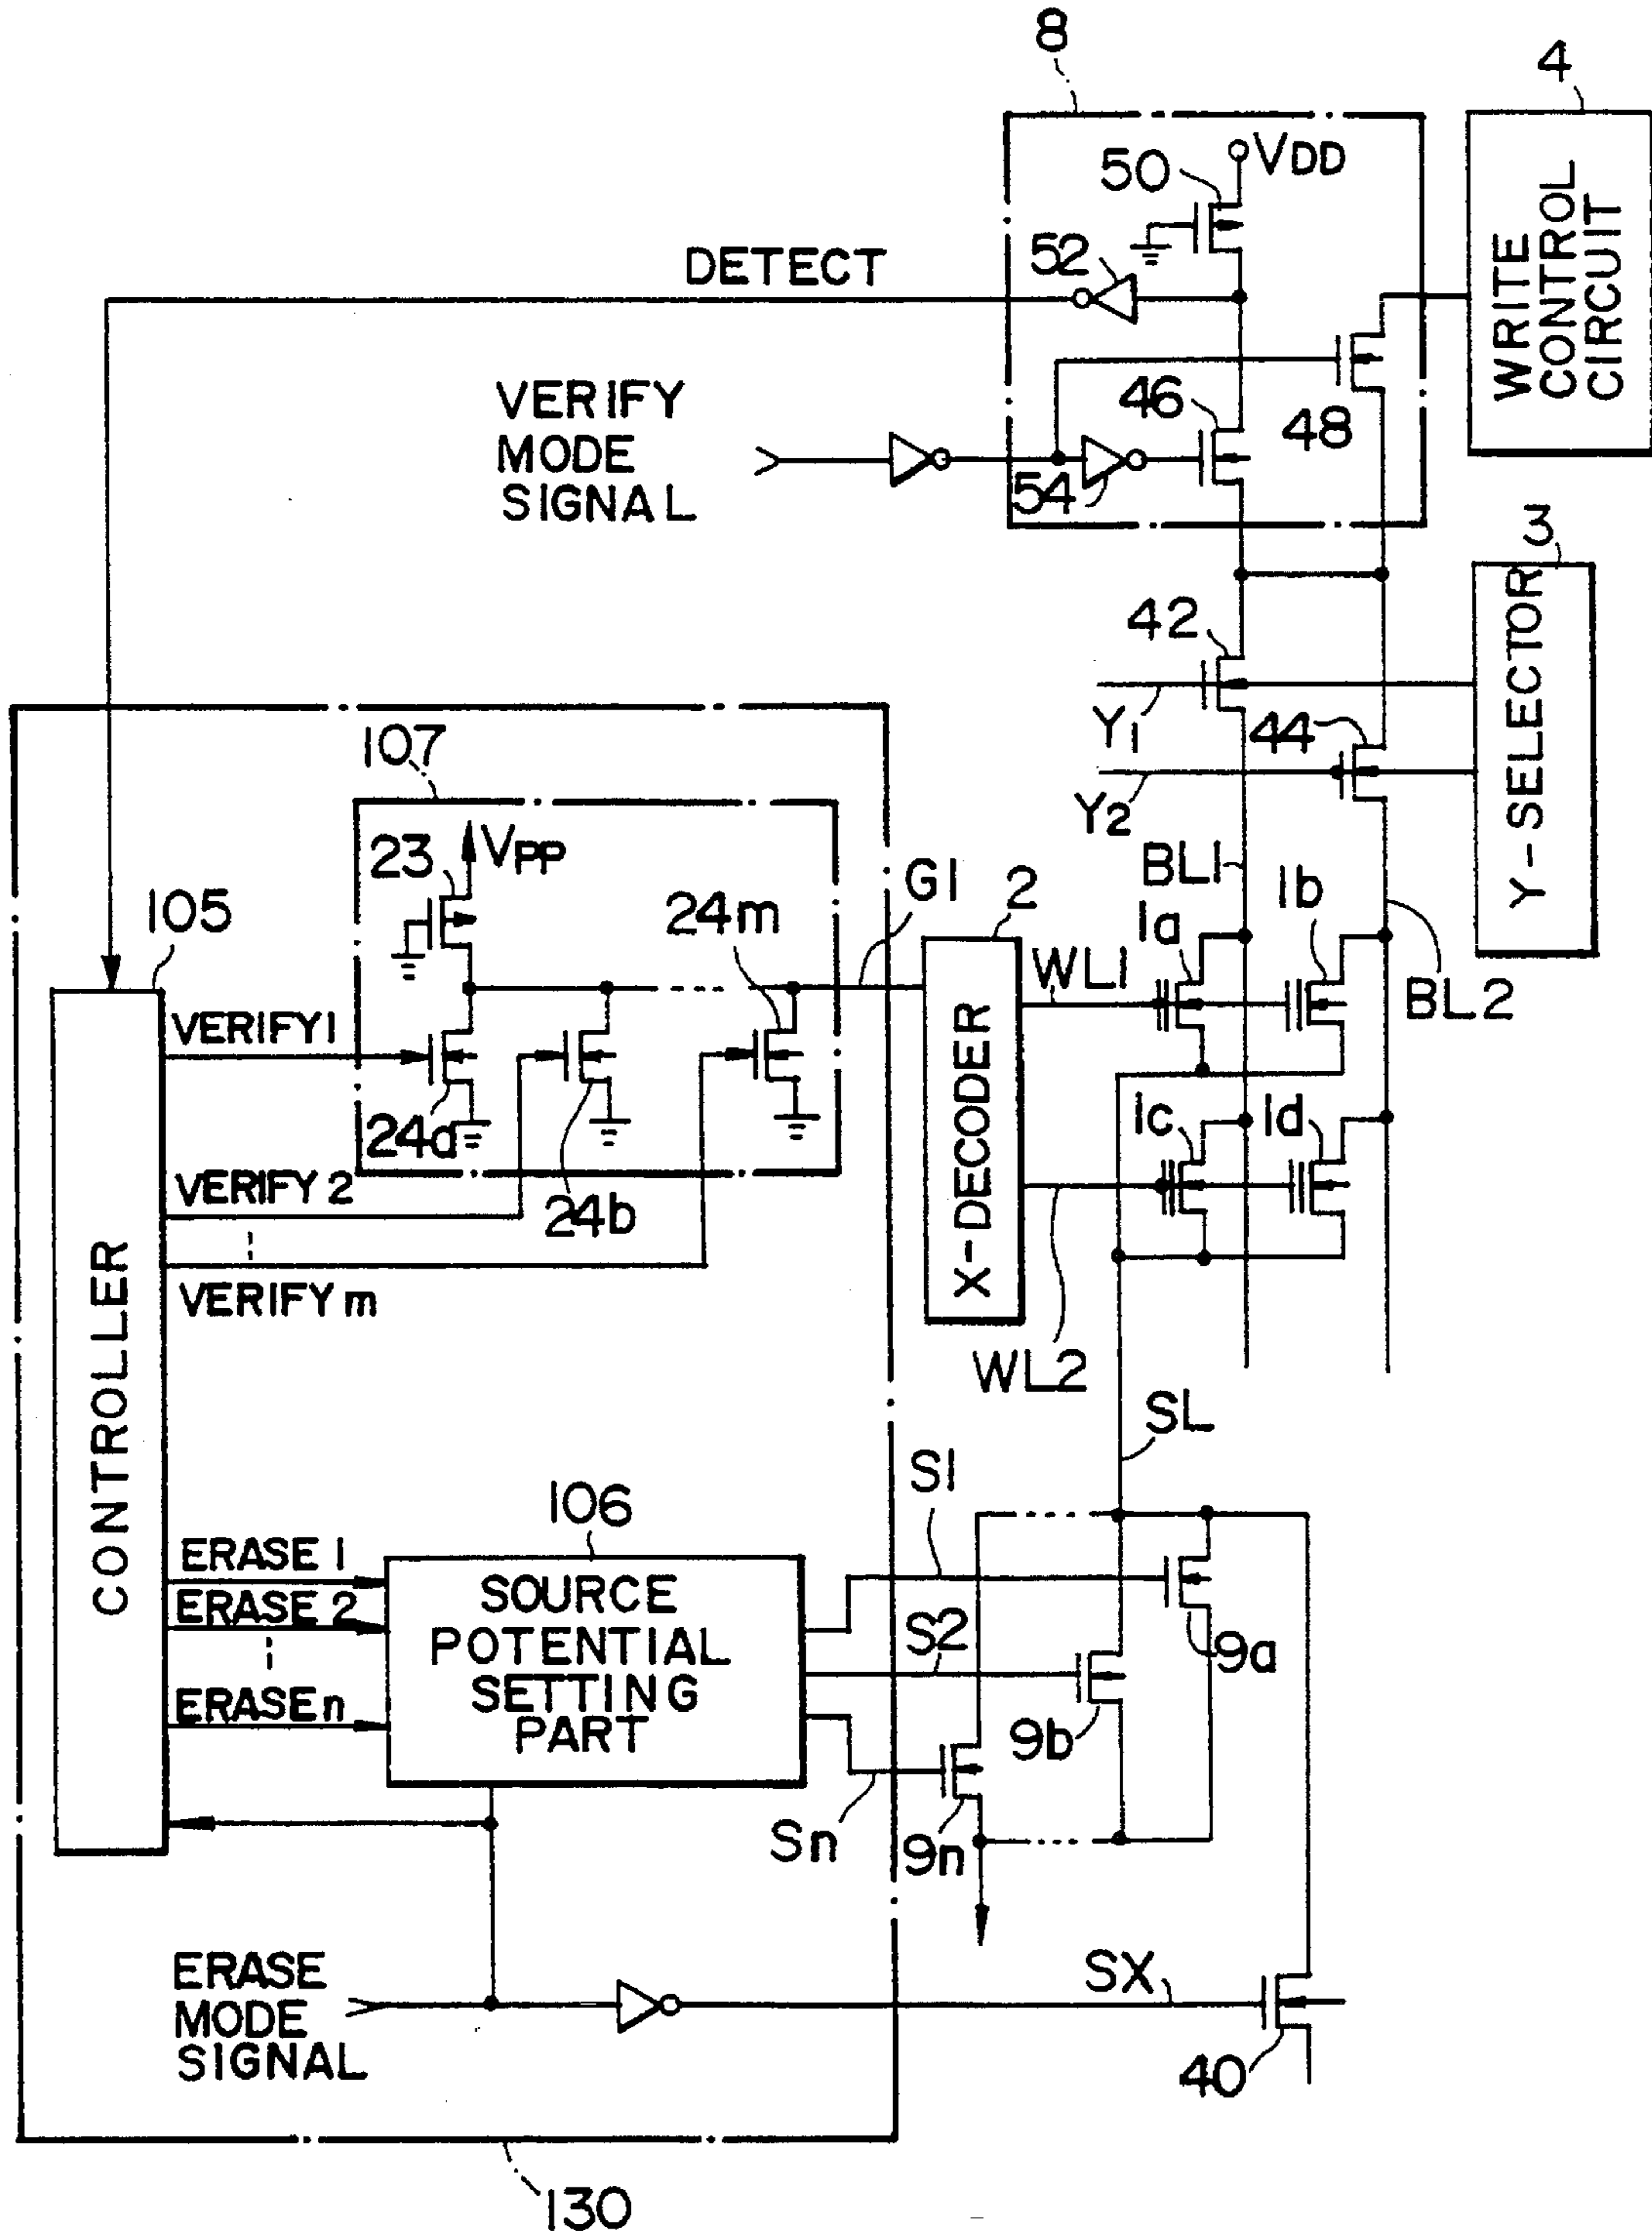 8
4
50
VDD
WRITE
CONTROL
CIRCUIT
DETECT
52
VERIFY
MODE
SIGNAL
46
48
54
3
42
Y-SELECTOR
Y1
44
Y2
107
23
VPP
BL1
G1
2
1b
105
24m
1a
WL1
BL2
VERIFY 1
24a
1c
1d
VERIFY 2
24b
X-DECODER
VERIFY m
CONTROLLER
WL2
SL
S1
106
ERASE 1
SOURCE
POTENTIAL
SETTING
PART
ERASE 2
S2
9a
ERASE n
9b
Sn
9n
ERASE
MODE
SIGNAL
SX
40
130